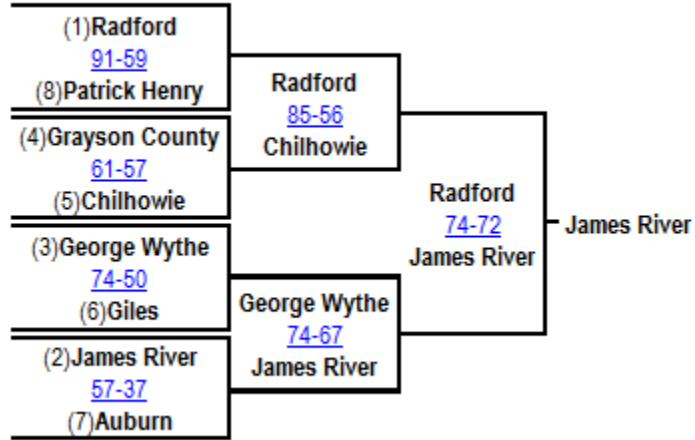 (1)Radford
91-59
(8)Patrick Henry
(4)Grayson County
61-57
(5)Chilhowie
(3)George Wythe
74-50
(6)Giles
(2)James River
57-37
(7)Auburn
Radford
85-56
Chilhowie
George Wythe
74-67
James River
Radford
74-72
James River
James River